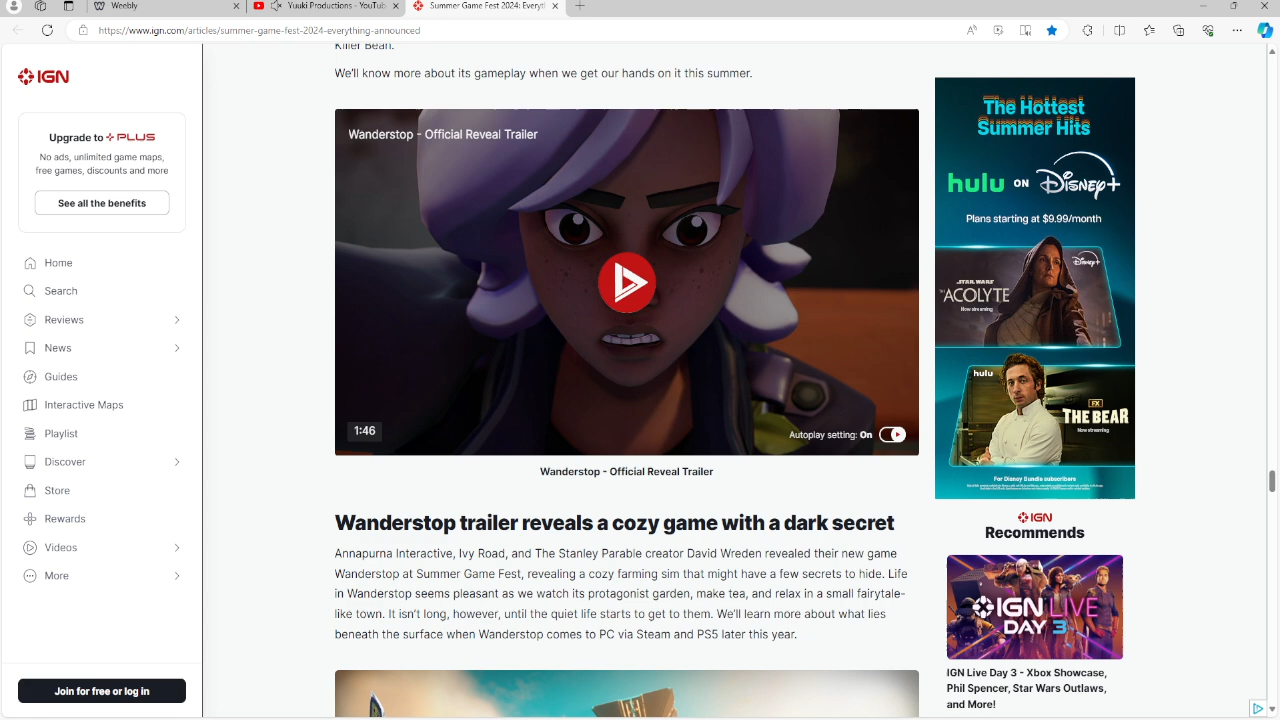 Webly
Yuuki Productions - YouTub
Summer Game Fest 2024: Everyt
https://www.ign.com/articles/summer-game-fest-2024-everything-announced
IGN
Upgrade to PLUS
No ads, unlimited game maps,
free games, discounts and more
See all the benefits
Home
Search
Reviews
News
Guides
Interactive Maps
Playlist
Discover
Store
Rewards
Videos
More
Join for free or log in
Killer Bean.
We'll know more about its gameplay when we get our hands on it this summer.
Wanderstop - Official Reveal Trailer
1:46
Autoplay setting: On
Wanderstop - Official Reveal Trailer
Wanderstop trailer reveals a cozy game with a dark secret
Annapurna Interactive, Ivy Road, and The Stanley Parable creator David Wreden revealed their new game
Wanderstop at Summer Game Fest, revealing a cozy farming sim that might have a few secrets to hide. Life
in Wanderstop seems pleasant as we watch its protagonist garden, make tea, and relax in a small fairytale-
like town. It isn't long, however, until the quiet life starts to get to them. We'll learn more about what lies
beneath the surface when Wanderstop comes to PC via Steam and PS5 later this year.
The Hottest
Summer Hits
hulu ON Disney+
Plans starting at $9.99/month
Disney+
STAR WARS
THE ACOLYTE
Now streaming
hulu
FX
THE BEAR
Now streaming
For Disney Bundle subscribers
IGN
Recommends
IGN LIVE
DAY 3
IGN Live Day 3 - Xbox Showcase,
Phil Spencer, Star Wars Outlaws,
and More!